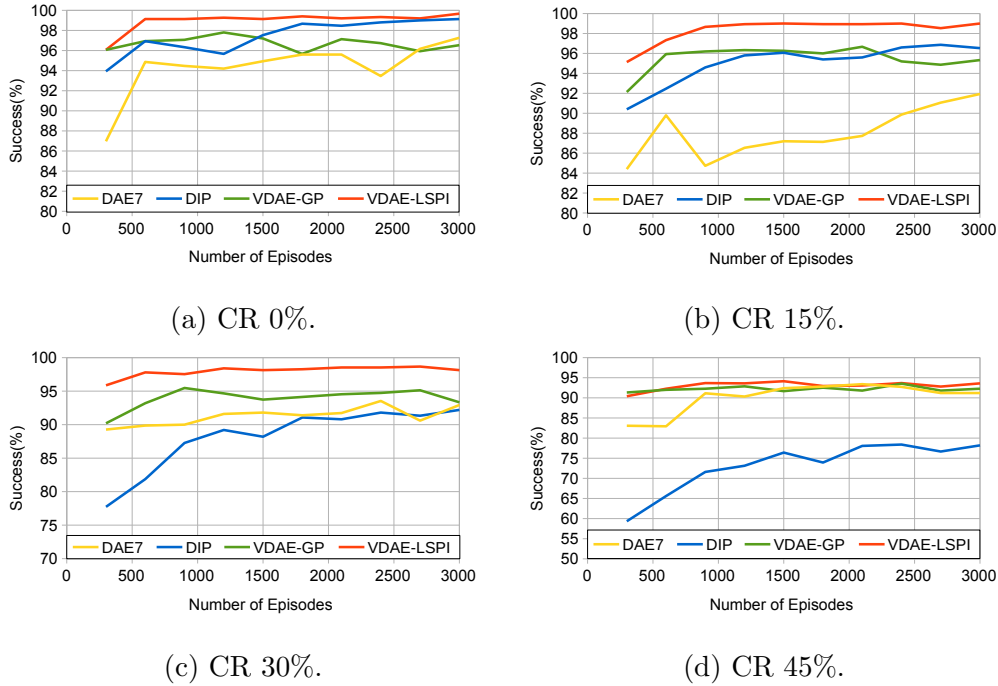 Success(%)
100
98
96
94
92
90
88
86
84
82
80
DAE7 DIP VDAE-GP VDAE-LSPI
0 500 1000 1500 2000 2500 3000
Number of Episodes
(a) CR 0%.
Success(%)
100
98
96
94
92
90
88
86
84
82
80
DAE7 DIP VDAE-GP VDAE-LSPI
0 500 1000 1500 2000 2500 3000
Number of Episodes
(b) CR 15%.
Success(%)
100
95
90
85
80
75
70
DAE7 DIP VDAE-GP VDAE-LSPI
0 500 1000 1500 2000 2500 3000
Number of Episodes
(c) CR 30%.
Success(%)
100
95
90
85
80
75
70
65
60
55
50
DAE7 DIP VDAE-GP VDAE-LSPI
0 500 1000 1500 2000 2500 3000
Number of Episodes
(d) CR 45%.